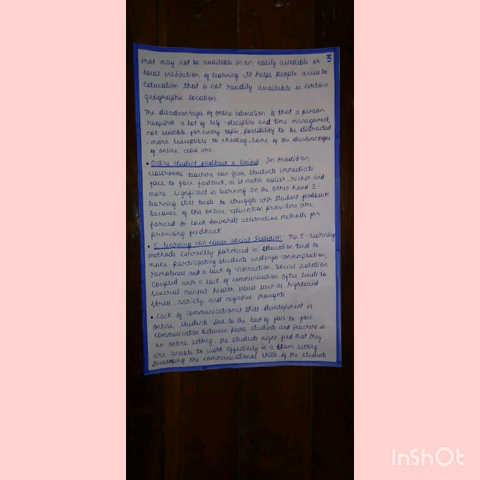 that may not be available in an easily accessible or
local institution of learning. It helps people access to
education that is not readily available in certain
geographic location.
The disadvantages of online education is that a person
requires a lot of self-discipline and time management,
not suitable for every topic, possibility to be distracted
more susceptible to cheating. Some of the disadvantages
of online class are.
• Online student feedback is limited: In tradition
classroom teachers can give students immediate
face to face feedback, is it makes easier, richer and
more significant is learning. On the other hand E-
learning still tends to struggle with student feedback
because of this online education providers are
forced to look towards alternative methods for
providing feedback.
• E-learning can cause social isolation: The E-learning
methods currently practiced in education tend to
make participating students undergo contemplation,
remoteness and a lack of interaction. Social isolation
coupled with a lack of communication often leads to
several mental health issues such as heightened
stress, anxiety, and negative thoughts.
• Lack of communicational skill development in
online student: Due to the lack of face-to-face
communication between peers, students and teachers in
an online setting, the students might find that they
are unable to work effectively in a team setting.
Developing the communicational skills of the students
InShOt